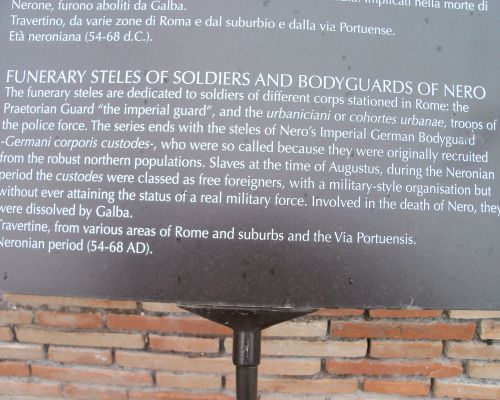 implicati nella morte di
Nerone, furono aboliti da Galba.
Travertino, da varie zone di Roma e dal suburbio e dalla via Portuense.
Età neroniana (54-68 d.C.).
FUNERARY STELES OF SOLDIERS AND BODYGUARDS OF NERO
The funerary steles are dedicated to soldiers of different corps stationed in Rome: the
Praetorian Guard “the imperial guard”, and the urbaniciani or cohortes urbanae, troops of
the police force. The series ends with the steles of Nero’s Imperial German Bodyguard
-Germani corporis custodes-, who were so called because they were originally recruited
from the robust northern populations. Slaves at the time of Augustus, during the Neronian
period the custodes were classed as free foreigners, with a military-style organisation but
without ever attaining the status of a real military force. Involved in the death of Nero, they
were dissolved by Galba.
Travertine, from various areas of Rome and suburbs and the Via Portuensis.
Neronian period (54-68 AD).